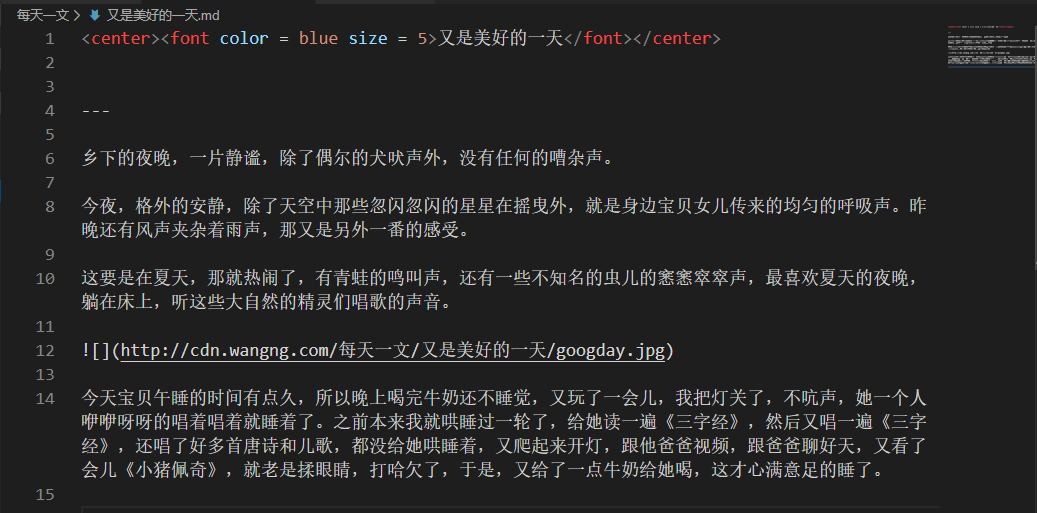 每天一文 > 又是美好的一天.md
1 <center><font color = blue size = 5>又是美好的一天</font></center>
2
3
4 ---
5
6 乡下的夜晚，一片静谧，除了偶尔的犬吠声外，没有任何的嘈杂声。
7
8 今夜，格外的安静，除了天空中那些忽闪忽闪的星星在摇曳外，就是身边宝贝女儿传来的均匀的呼吸声。昨
晚还有风声夹杂着雨声，那又是另外一番的感受。
9
10 这要是在夏天，那就热闹了，有青蛙的鸣叫声，还有一些不知名的虫儿的窸窸窣窣声，最喜欢夏天的夜晚，
躺在床上，听这些大自然的精灵们唱歌的声音。
11
12 ![](http://cdn.wangng.com/每天一文/又是美好的一天/googday.jpg)
13
14 今天宝贝午睡的时间有点久，所以晚上喝完牛奶还不睡觉，又玩了一会儿，我把灯关了，不吭声，她一个人
咿咿呀呀的唱着唱着就睡着了。之前本来我就哄睡过一轮了，给她读一遍《三字经》，然后又唱一遍《三字
经》，还唱了好多首唐诗和儿歌，都没给她哄睡着，又爬起来开灯，跟他爸爸视频，跟爸爸聊好天，又看了
会儿《小猪佩奇》，就老是揉眼睛，打哈欠了，于是，又给了一点牛奶给她喝，这才心满意足的睡了。
15